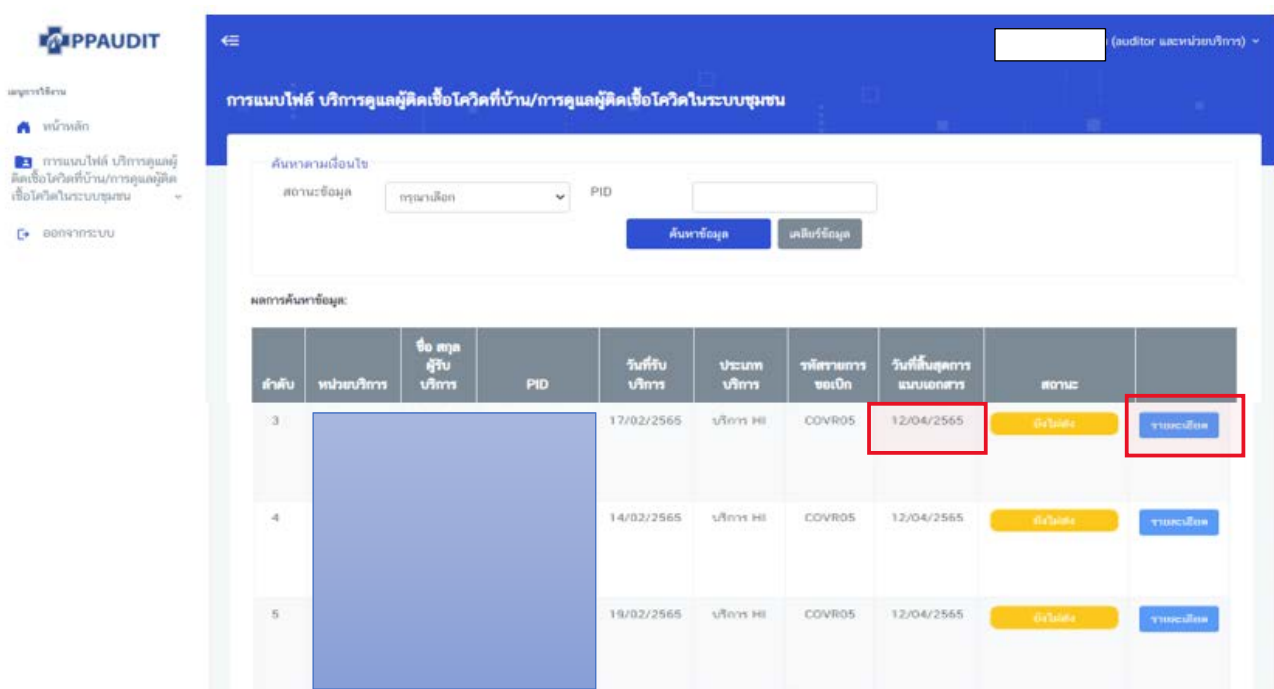 PPAUDIT
(auditor และหน่วยบริการ)
เมนูการใช้งาน
หน้าหลัก
การแนบไฟล์ บริการดูแลผู้
ติดเชื้อโควิดที่บ้าน/การดูแลผู้ติด
เชื้อโควิดในระบบชุมชน
ออกจากระบบ
การแนบไฟล์ บริการดูแลผู้ติดเชื้อโควิดที่บ้าน/การดูแลผู้ติดเชื้อโควิดในระบบชุมชน
ค้นหาตามเงื่อนไข
สถานะข้อมูล กรุณาเลือก PID
ค้นหาข้อมูล เคลียร์ข้อมูล
ผลการค้นหาข้อมูล:
ลำดับ หน่วยบริการ ชื่อ สกุล ผู้รับ บริการ PID วันที่รับ บริการ ประเภท บริการ รหัสรายการ ขอเบิก วันที่สิ้นสุดการ แนบเอกสาร สถานะ
3 17/02/2565 บริการ HI COVR05 12/04/2565 ยังไม่ส่ง รายละเอียด
4 14/02/2565 บริการ HI COVR05 12/04/2565 ยังไม่ส่ง รายละเอียด
5 19/02/2565 บริการ HI COVR05 12/04/2565 ยังไม่ส่ง รายละเอียด